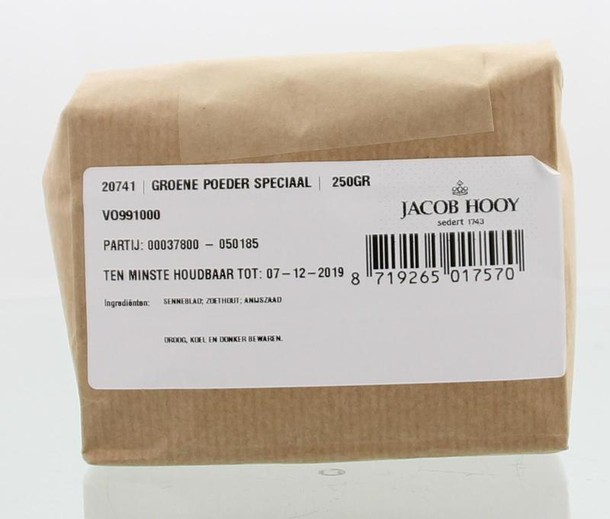 20741 | GROENE POEDER SPECIAAL | 250GR
JACOB HOOY
sedert 1743
VO991000
PARTIJ: 00037800 - 050185
TEN MINSTE HOUDBAAR TOT: 07-12-2019
8 719265 017570
Ingrediënten: SENNEBLAD; ZOETHOUT; ANIJSZAAD
DROOG, KOEL EN DONKER BEWAREN.